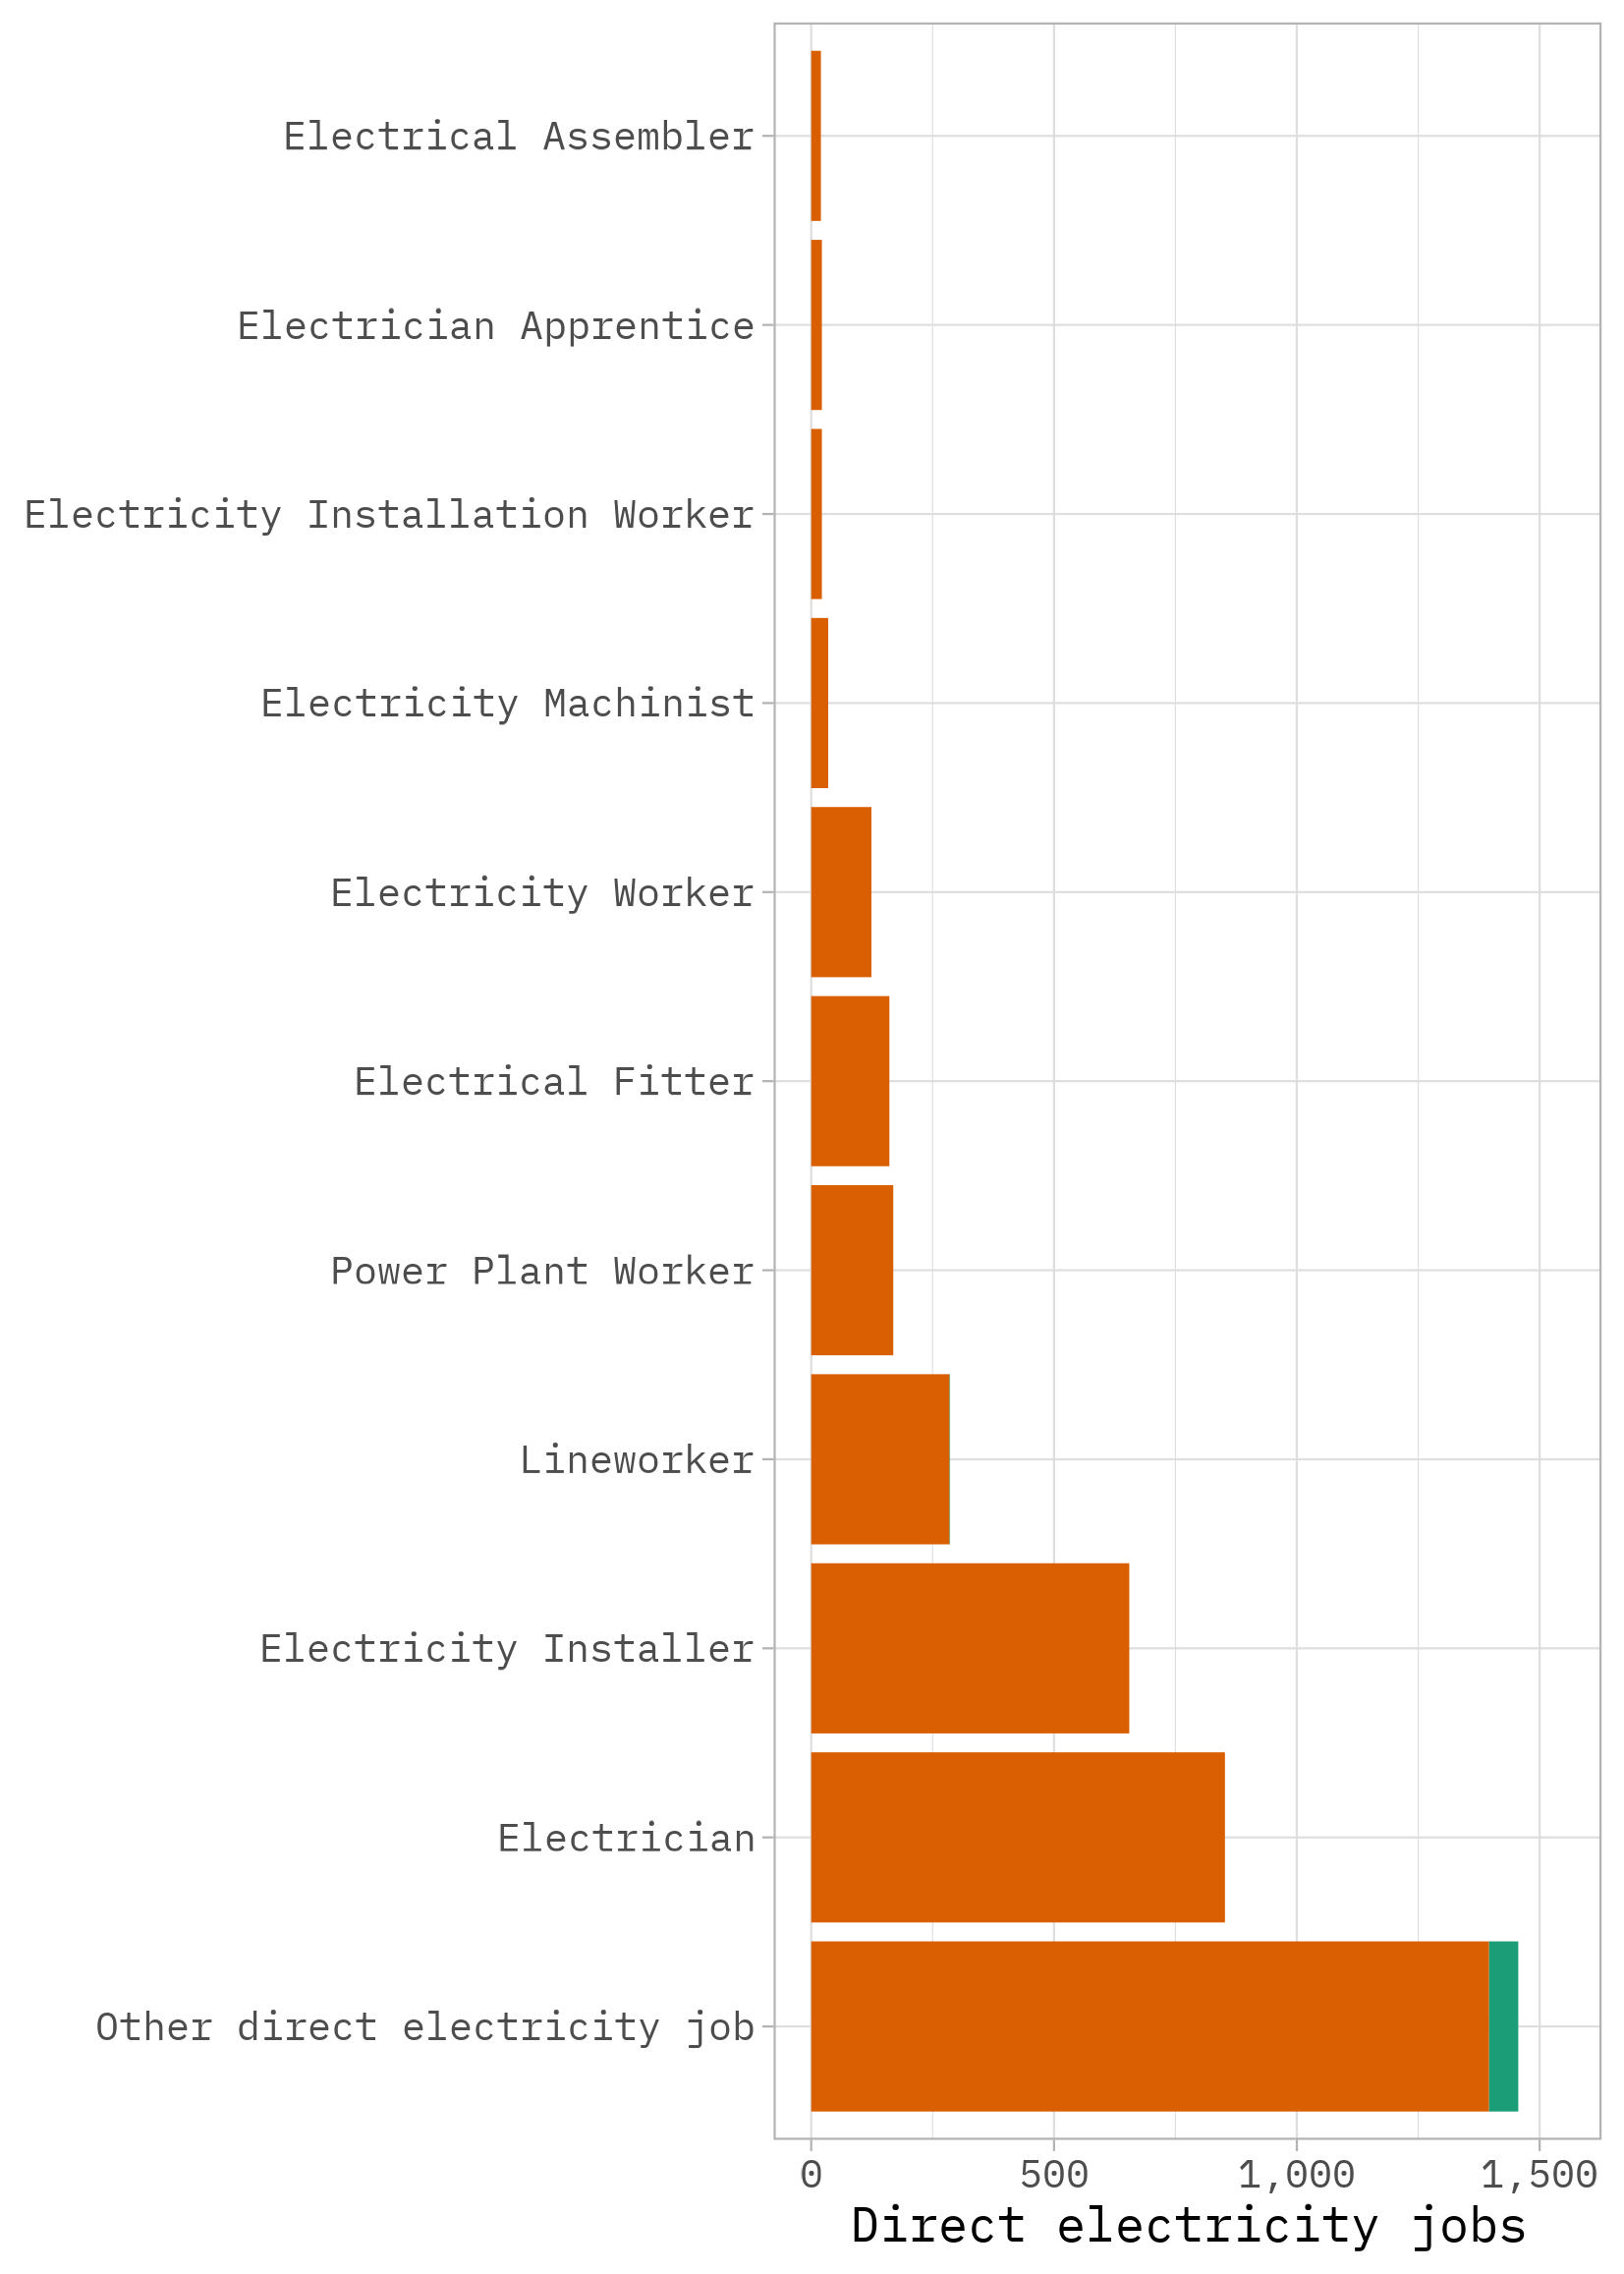 Electrical Assembler
Electrician Apprentice
Electricity Installation Worker
Electricity Machinist
Electricity Worker
Electrical Fitter
Power Plant Worker
Lineworker
Electricity Installer
Electrician
Other direct electricity job
0 500 1,000 1,500
Direct electricity jobs